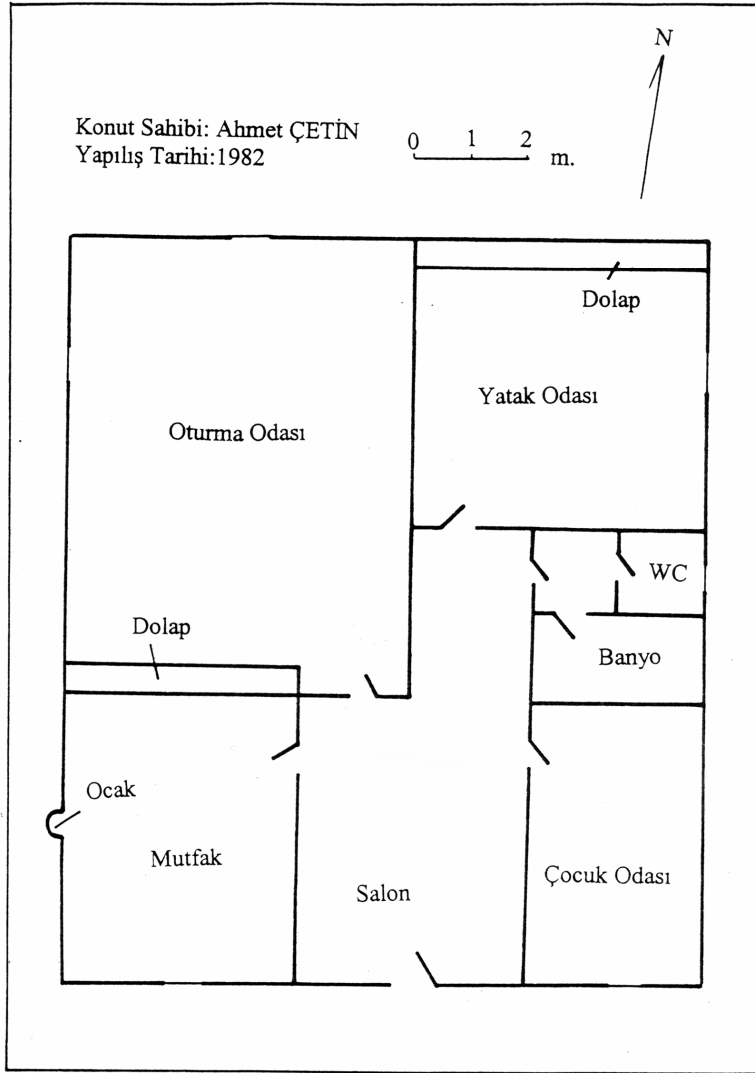 N
Konut Sahibi: Ahmet ÇETİN
Yapılış Tarihi:1982
0 1 2 m.
Dolap
Yatak Odası
Oturma Odası
WC
Dolap
Banyo
Ocak
Mutfak
Çocuk Odası
Salon